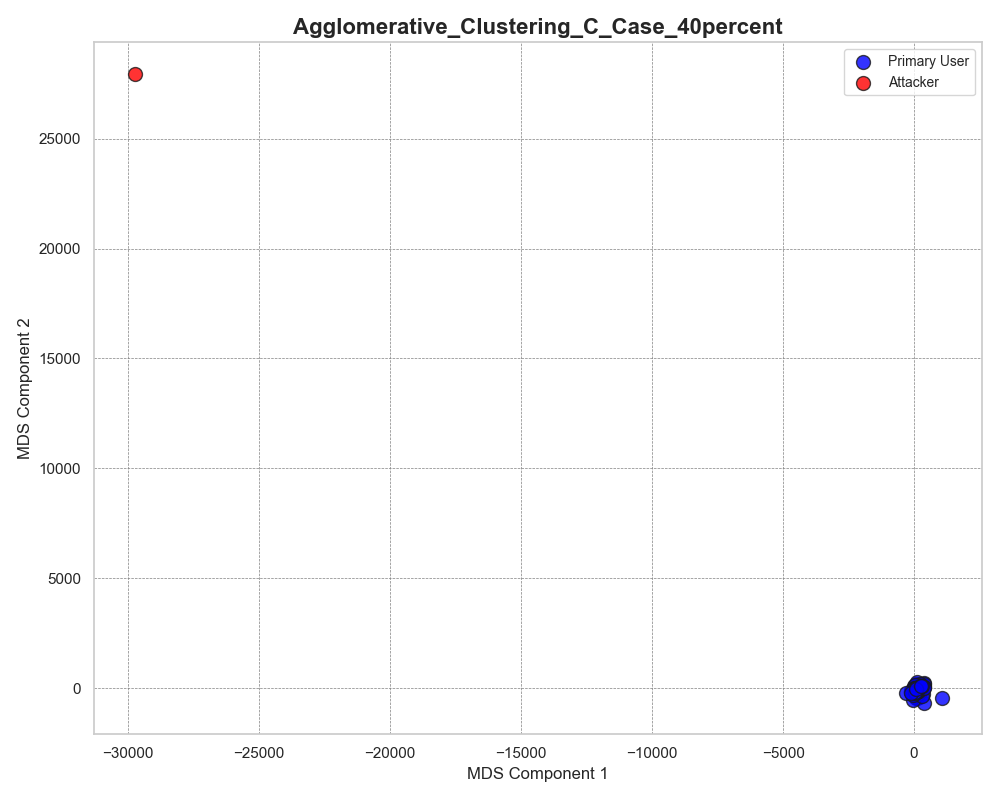 Agglomerative_Clustering_C_Case_40percent
Primary User
Attacker
25000
20000
15000
10000
5000
0
MDS Component 2
−30000
−25000
−20000
−15000
−10000
−5000
0
MDS Component 1